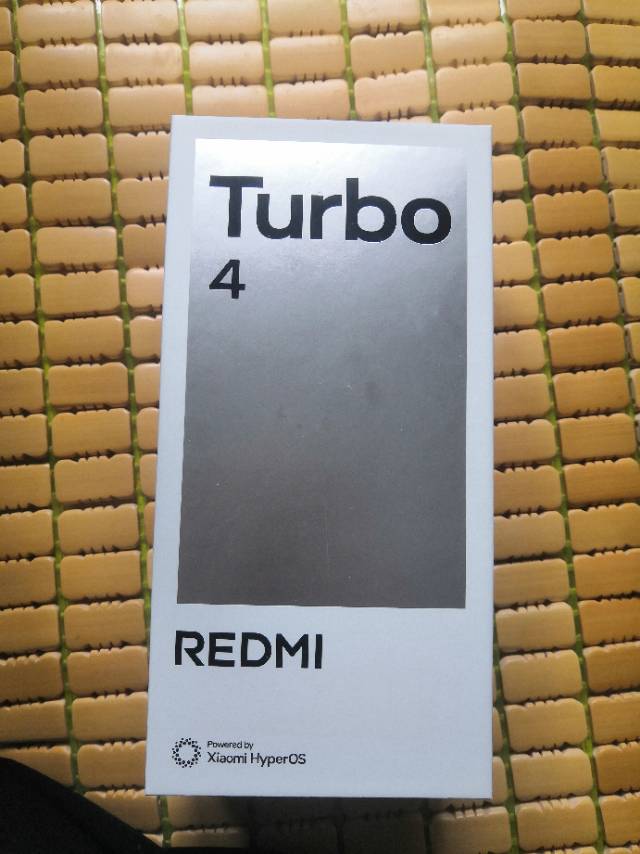 Turbo
4
REDMI
Powered by
Xiaomi HyperOS